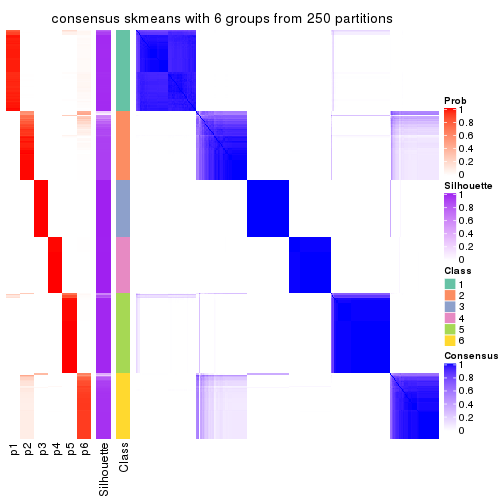 consensus skmeans with 6 groups from 250 partitions
Prob
1
0.8
0.6
0.4
0.2
0
Silhouette
1
0.8
0.6
0.4
0.2
0
Class
1
2
3
4
5
6
Consensus
1
0.8
0.6
0.4
0.2
0
p1
p2
p3
p4
p5
p6
Silhouette
Class